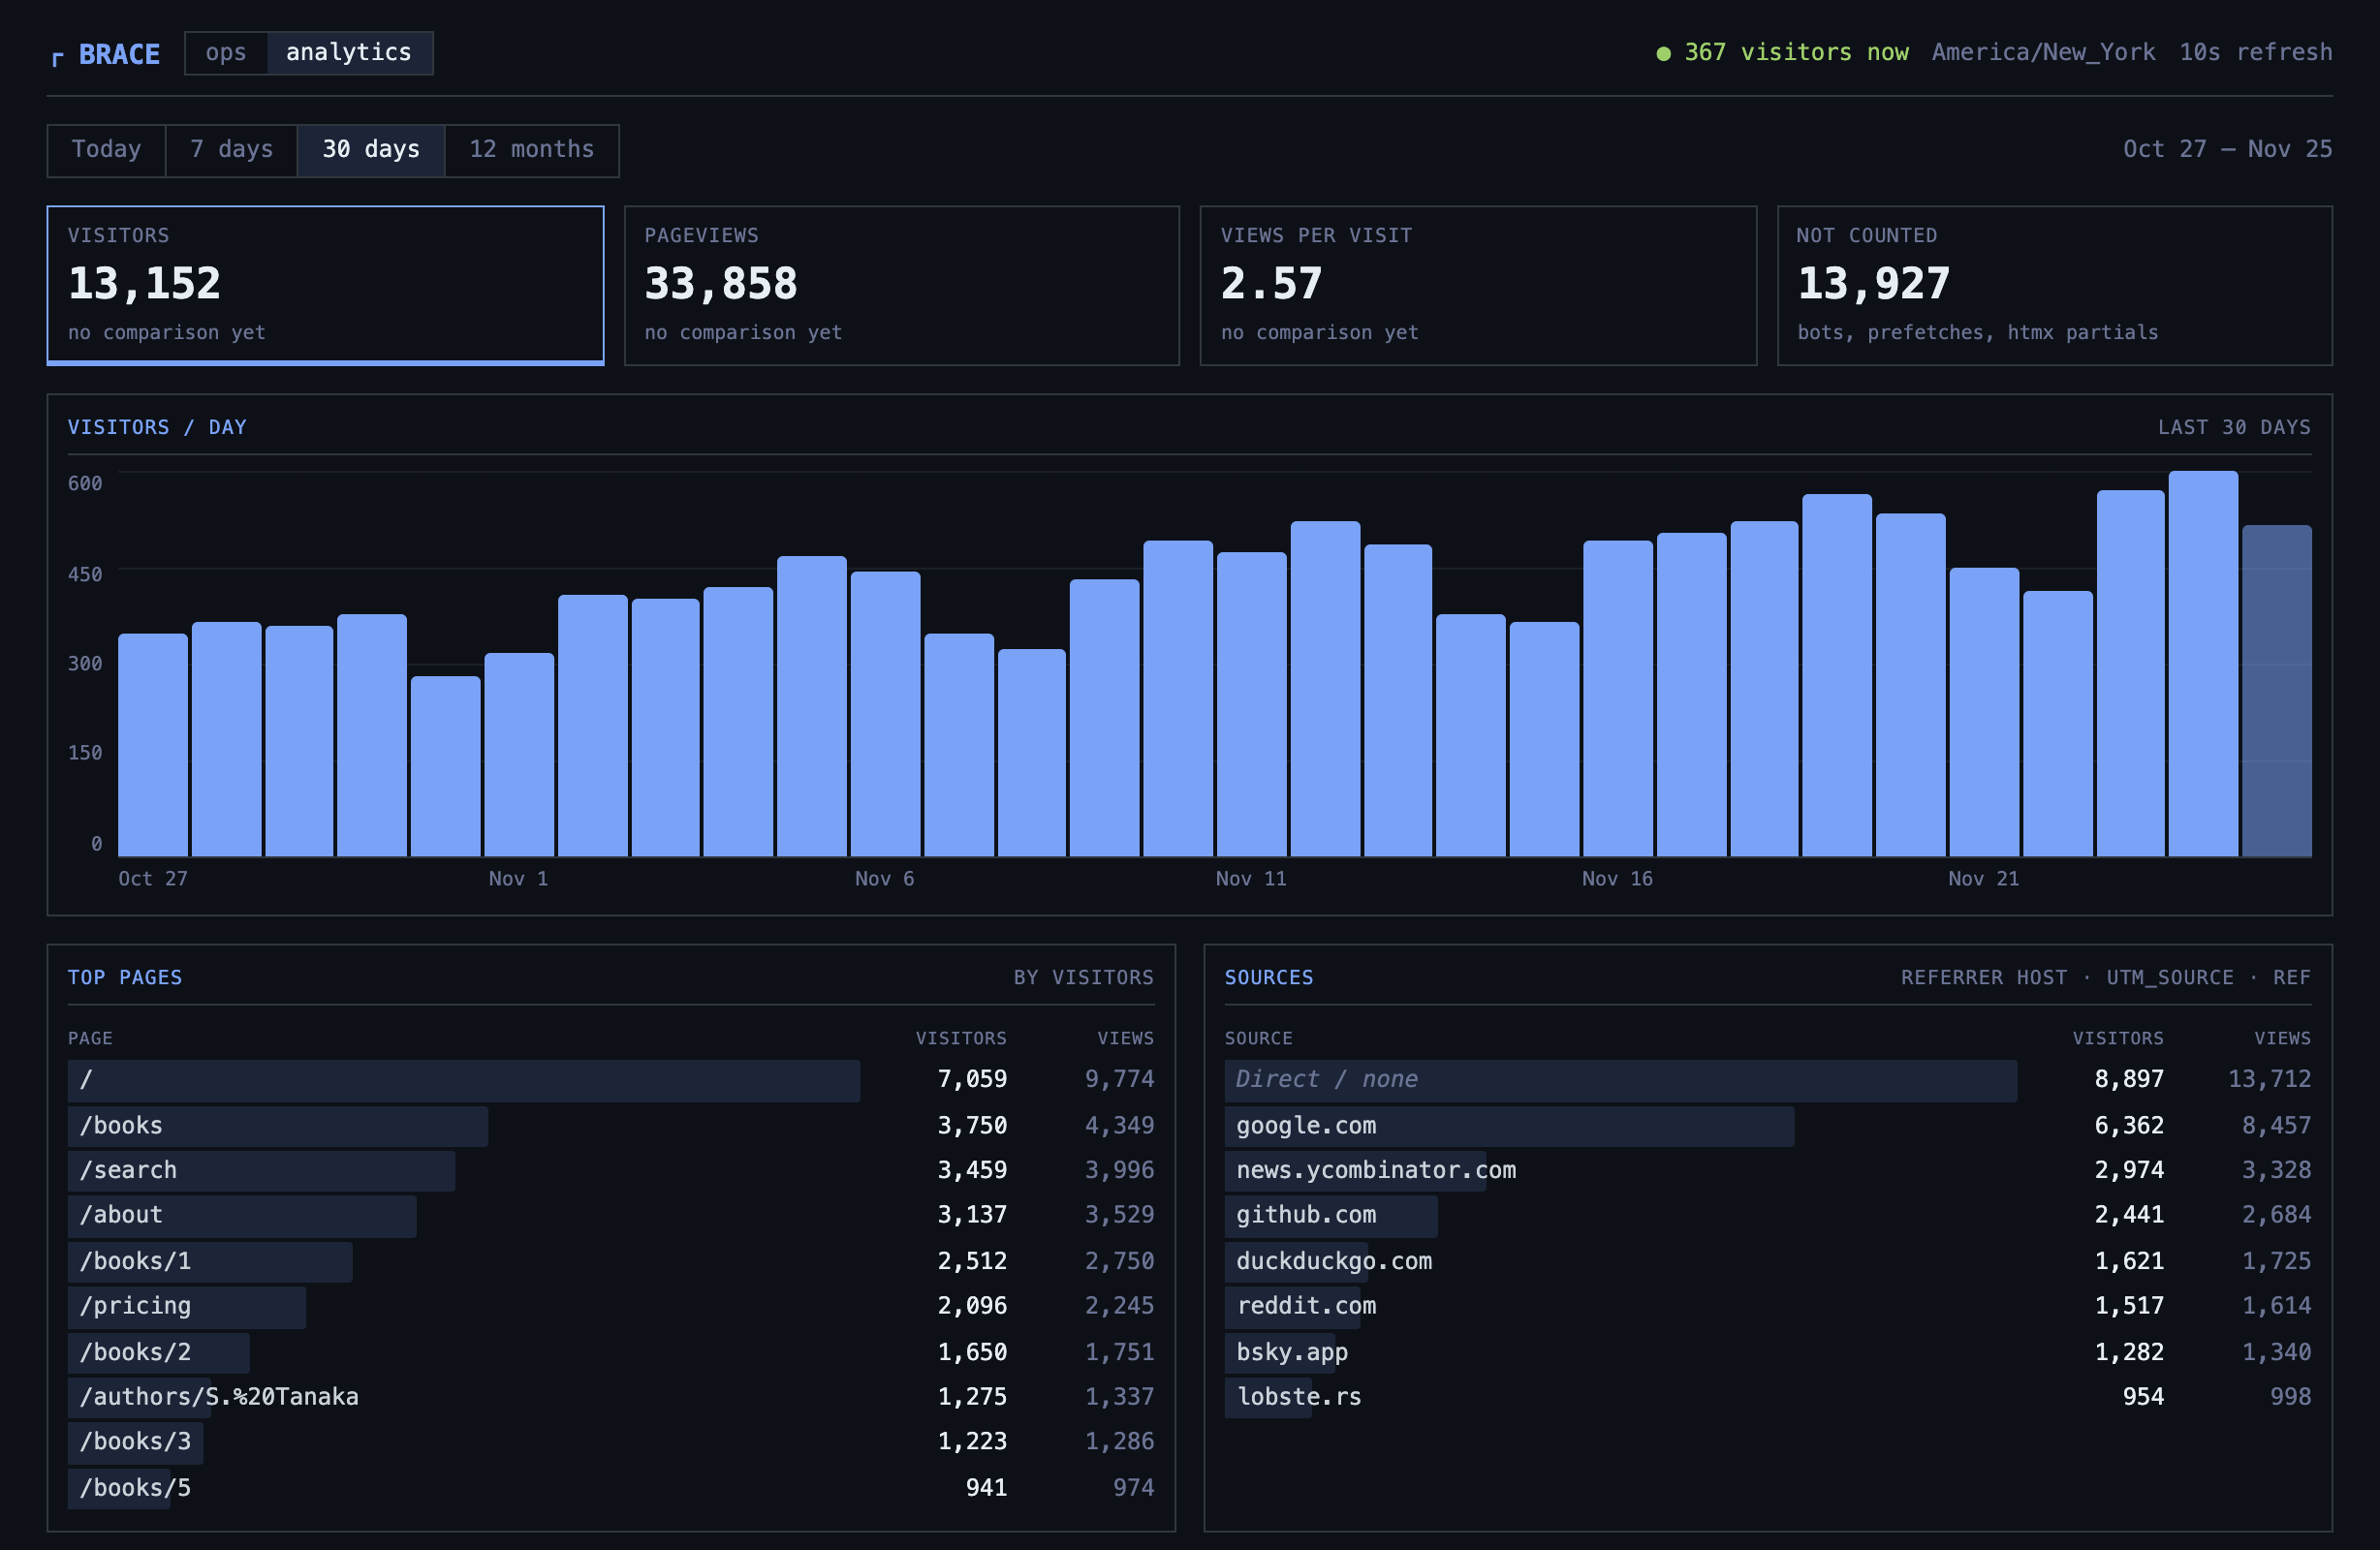 ┌ BRACE ops analytics ● 367 visitors now America/New_York 10s refresh
Today 7 days 30 days 12 months Oct 27 – Nov 25
VISITORS PAGEVIEWS VIEWS PER VISIT NOT COUNTED
13,152 33,858 2.57 13,927
no comparison yet no comparison yet no comparison yet bots, prefetches, htmx partials
VISITORS / DAY LAST 30 DAYS
600
450
300
150
0
Oct 27 Nov 1 Nov 6 Nov 11 Nov 16 Nov 21
TOP PAGES BY VISITORS
PAGE VISITORS VIEWS
/ 7,059 9,774
/books 3,750 4,349
/search 3,459 3,996
/about 3,137 3,529
/books/1 2,512 2,750
/pricing 2,096 2,245
/books/2 1,650 1,751
/authors/S.%20Tanaka 1,275 1,337
/books/3 1,223 1,286
/books/5 941 974
SOURCES REFERRER HOST · UTM_SOURCE · REF
SOURCE VISITORS VIEWS
Direct / none 8,897 13,712
google.com 6,362 8,457
news.ycombinator.com 2,974 3,328
github.com 2,441 2,684
duckduckgo.com 1,621 1,725
reddit.com 1,517 1,614
bsky.app 1,282 1,340
lobste.rs 954 998